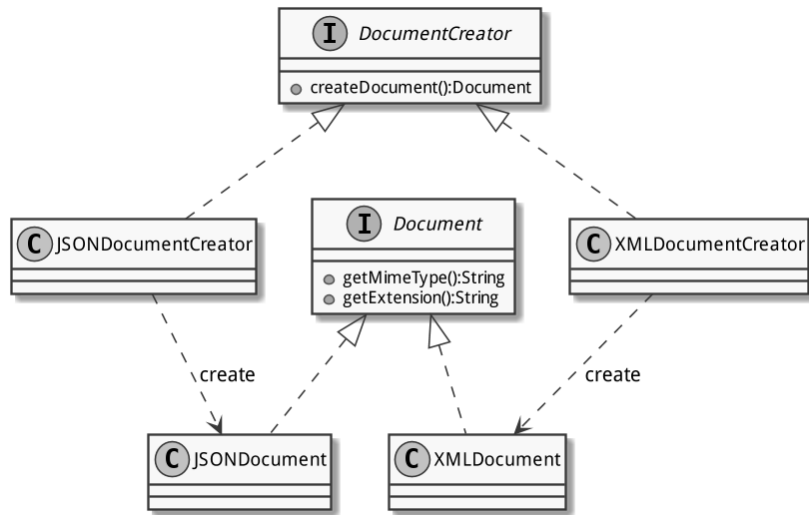 I DocumentCreator
createDocument():Document
C JSONDocumentCreator
I Document
getMimeType():String
getExtension():String
C XMLDocumentCreator
create
create
C JSONDocument
C XMLDocument